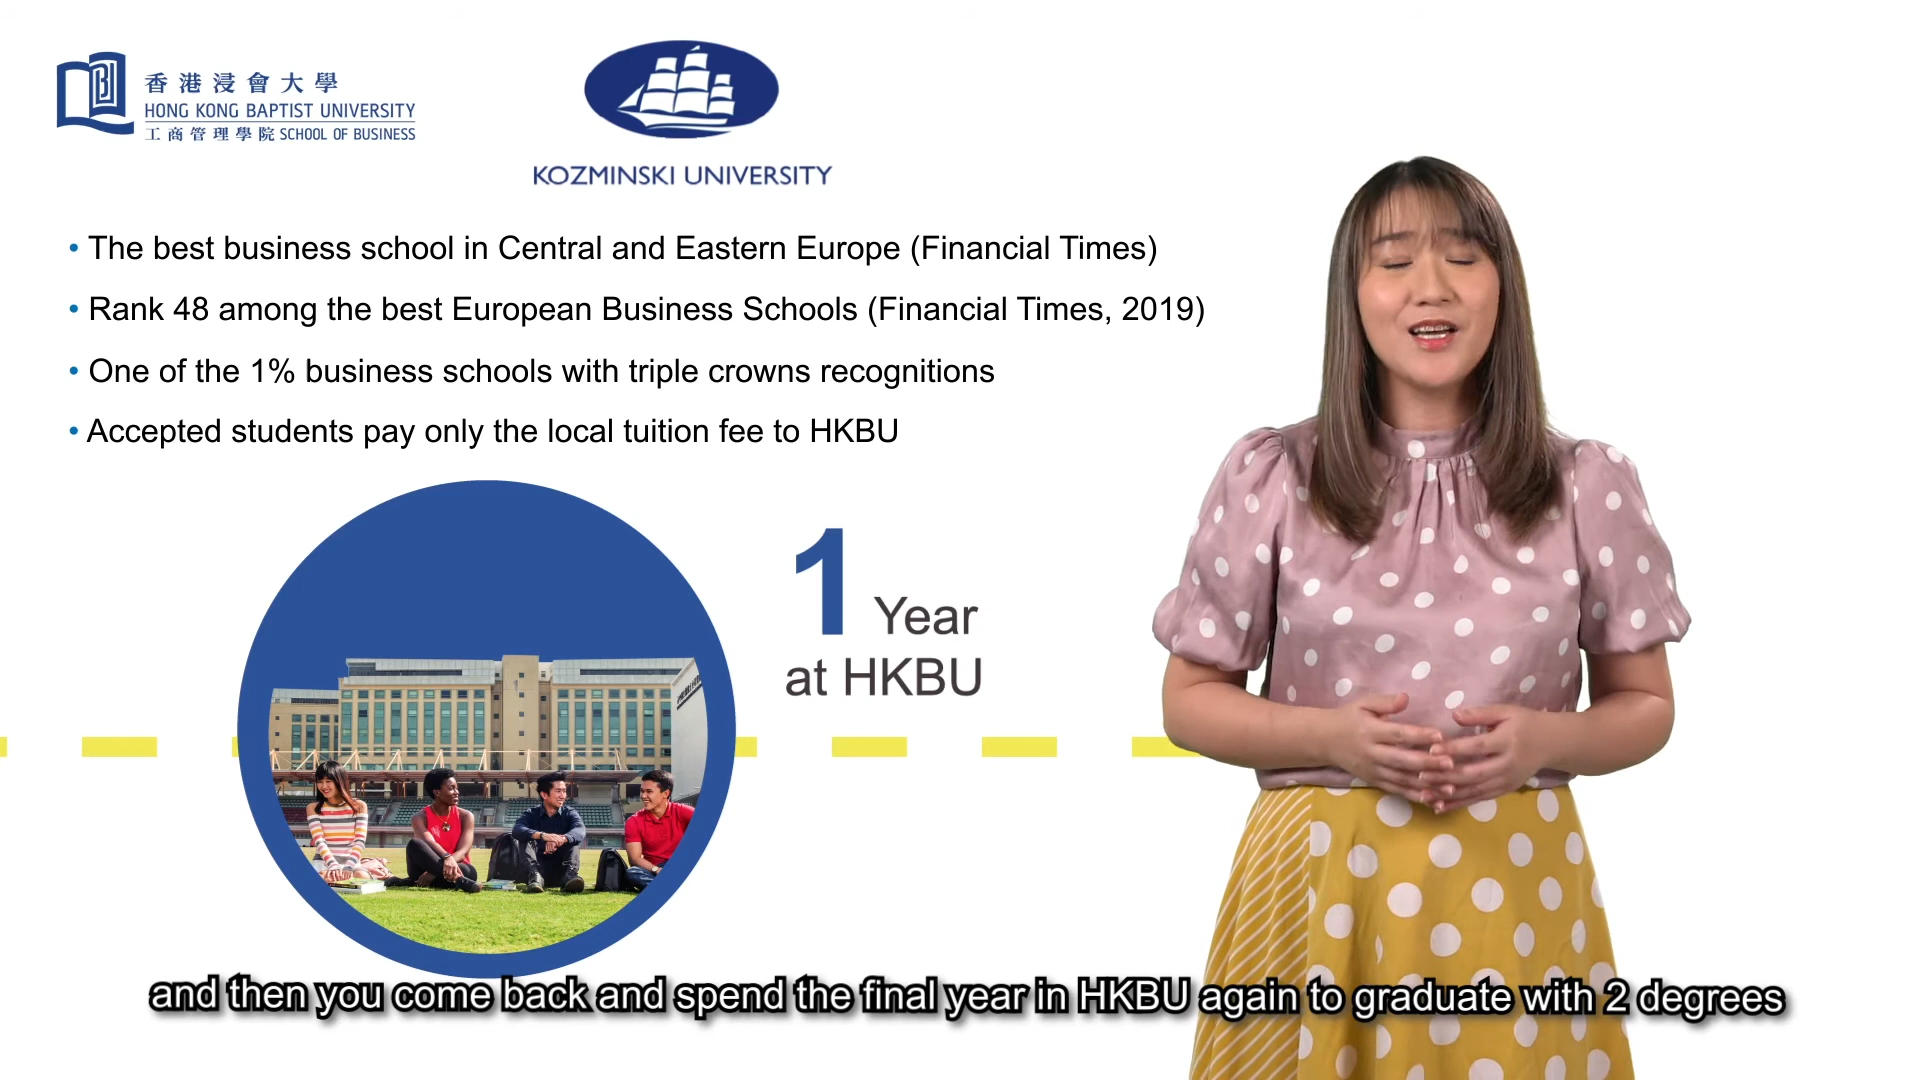 香港浸會大學
HONG KONG BAPTIST UNIVERSITY
工商管理學院 SCHOOL OF BUSINESS
KOZMINSKI UNIVERSITY
• The best business school in Central and Eastern Europe (Financial Times)
• Rank 48 among the best European Business Schools (Financial Times, 2019)
• One of the 1% business schools with triple crowns recognitions
• Accepted students pay only the local tuition fee to HKBU
1 Year
at HKBU
and then you come back and spend the final year in HKBU again to graduate with 2 degrees